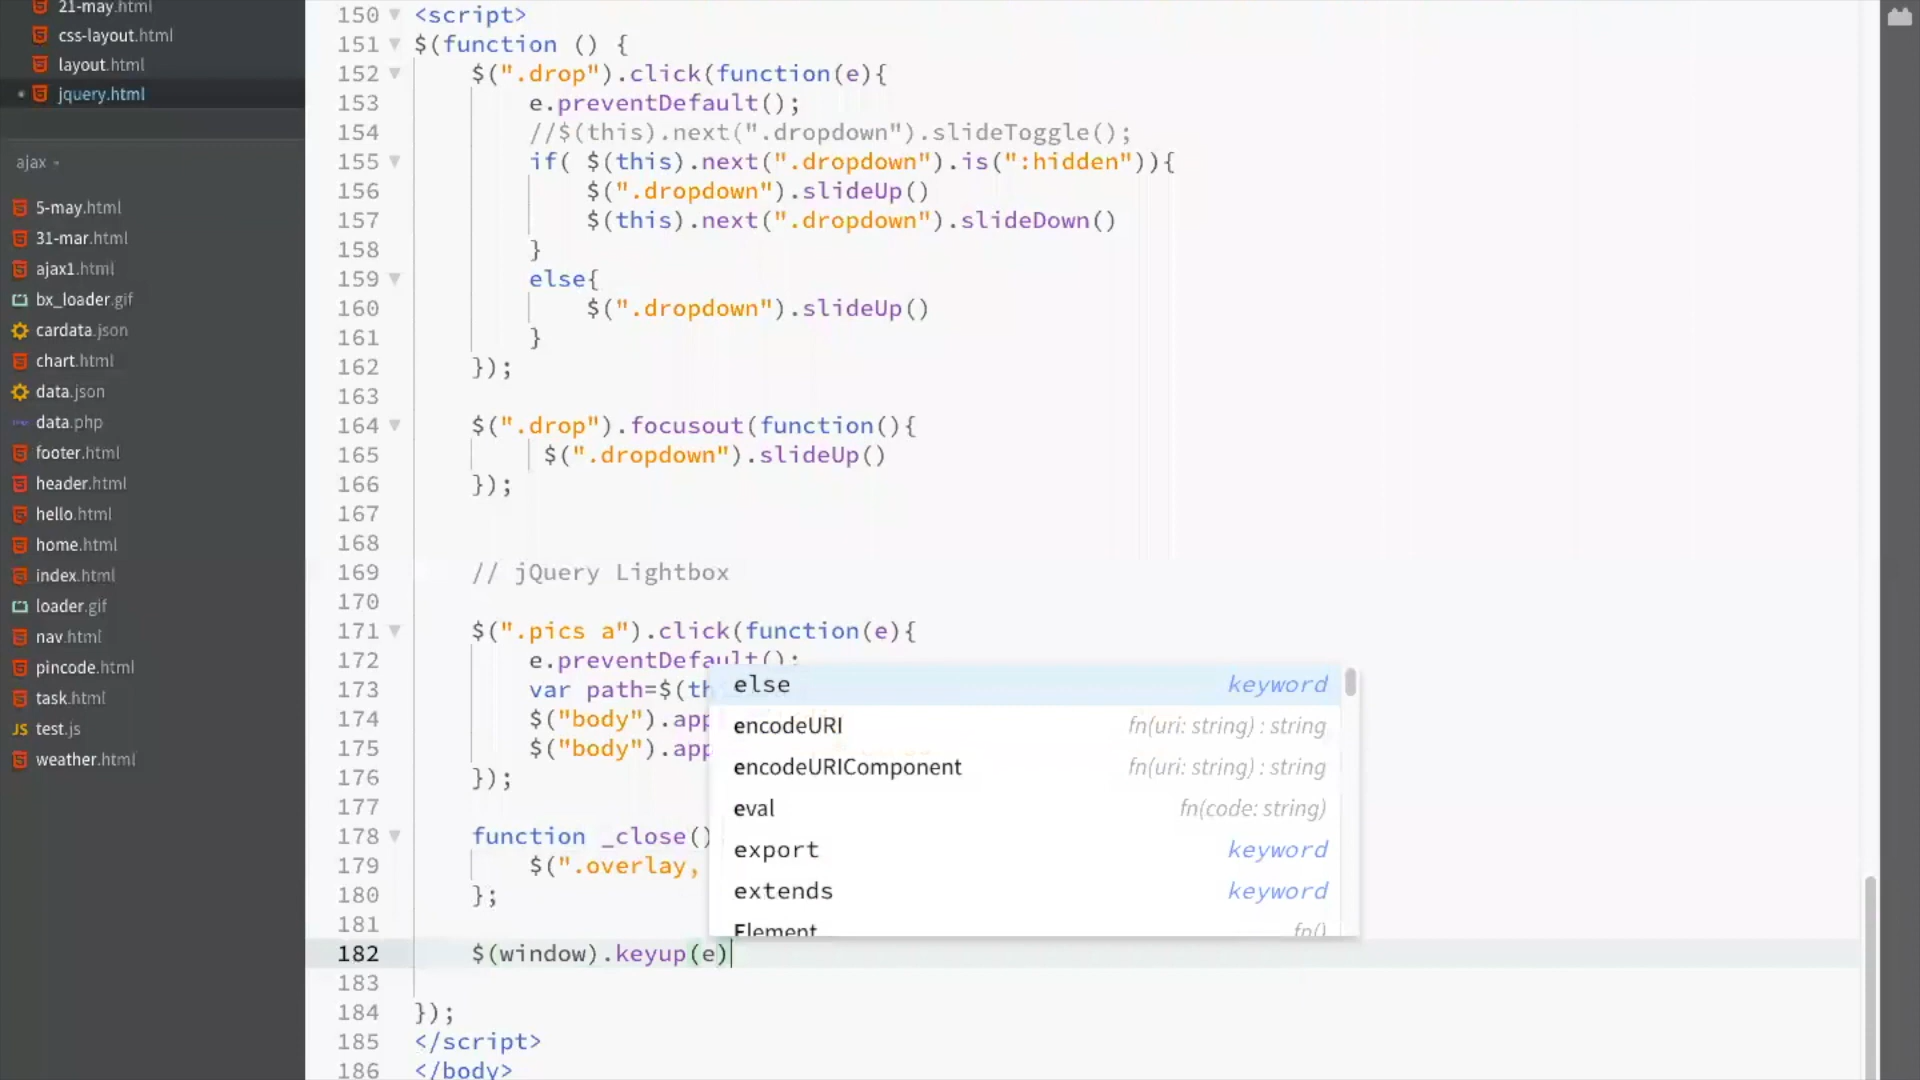 21-may.html
css-layout.html
layout.html
jquery.html
ajax
5-may.html
31-mar.html
ajax1.html
bx_loader.gif
cardata.json
chart.html
data.json
data.php
footer.html
header.html
hello.html
home.html
index.html
loader.gif
nav.html
pincode.html
task.html
JS test.js
weather.html
150 <script>
151 $(function () {
152 $(".drop").click(function(e){
153 e.preventDefault();
154 //$(this).next(".dropdown").slideToggle();
155 if( $(this).next(".dropdown").is(":hidden")){
156 $(".dropdown").slideUp()
157 $(this).next(".dropdown").slideDown()
158 }
159 else{
160 $(".dropdown").slideUp()
161 }
162 });
163
164 $(".drop").focusout(function(){
165 $(".dropdown").slideUp()
166 });
167
168
169 // jQuery Lightbox
170
171 $(".pics a").click(function(e){
172 e.preventDefault();
173 var path=$(th
174 $("body").app
175 $("body").app
176 });
177
178 function _close()
179 $(".overlay,
180 };
181
182 $(window).keyup(e)
183
184 });
185 </script>
186 </body>
else keyword
encodeURI fn(uri: string) : string
encodeURIComponent fn(uri: string) : string
eval fn(code: string)
export keyword
extends keyword
Element fn()